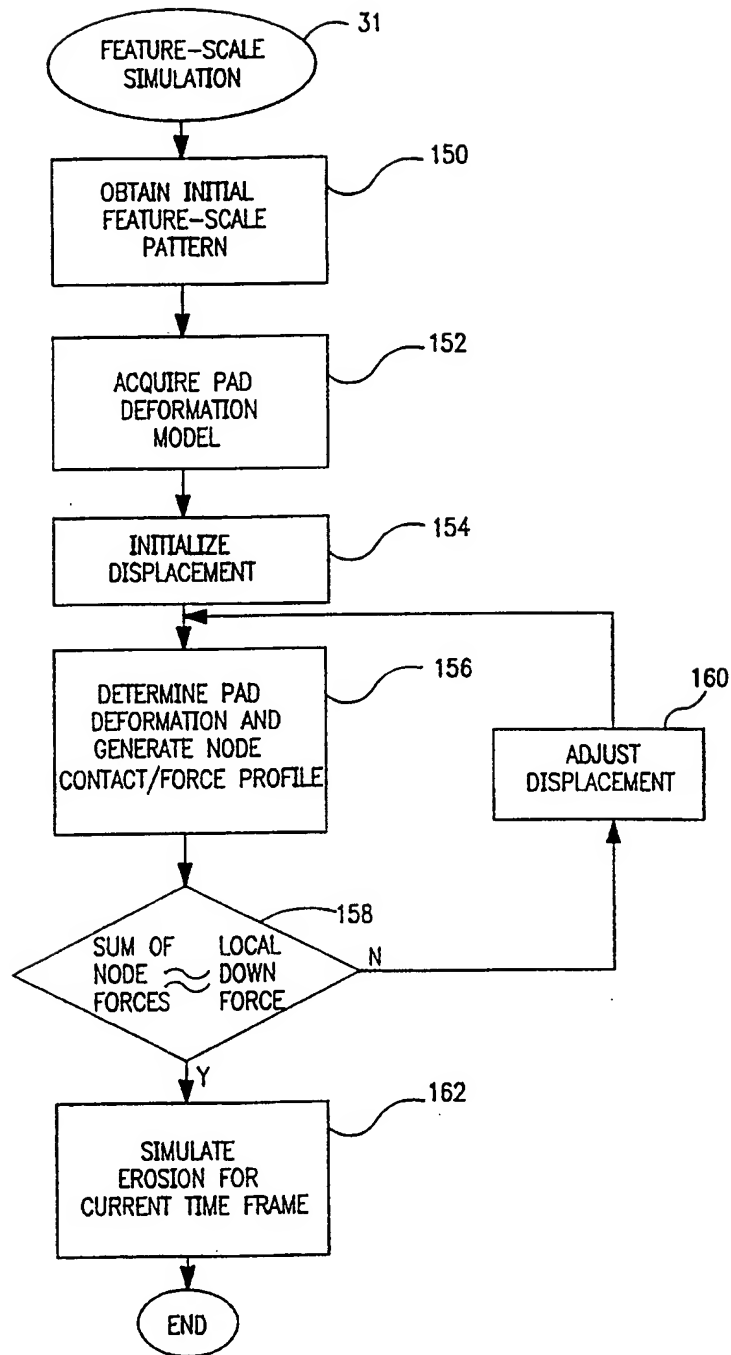 FEATURE-SCALE
SIMULATION
31
OBTAIN INITIAL
FEATURE-SCALE
PATTERN
150
ACQUIRE PAD
DEFORMATION
MODEL
152
INITIALIZE
DISPLACEMENT
154
DETERMINE PAD
DEFORMATION AND
GENERATE NODE
CONTACT/FORCE PROFILE
156
ADJUST
DISPLACEMENT
160
SUM OF
NODE
FORCES
≈
LOCAL
DOWN
FORCE
158
N
Y
SIMULATE
EROSION FOR
CURRENT TIME FRAME
162
END